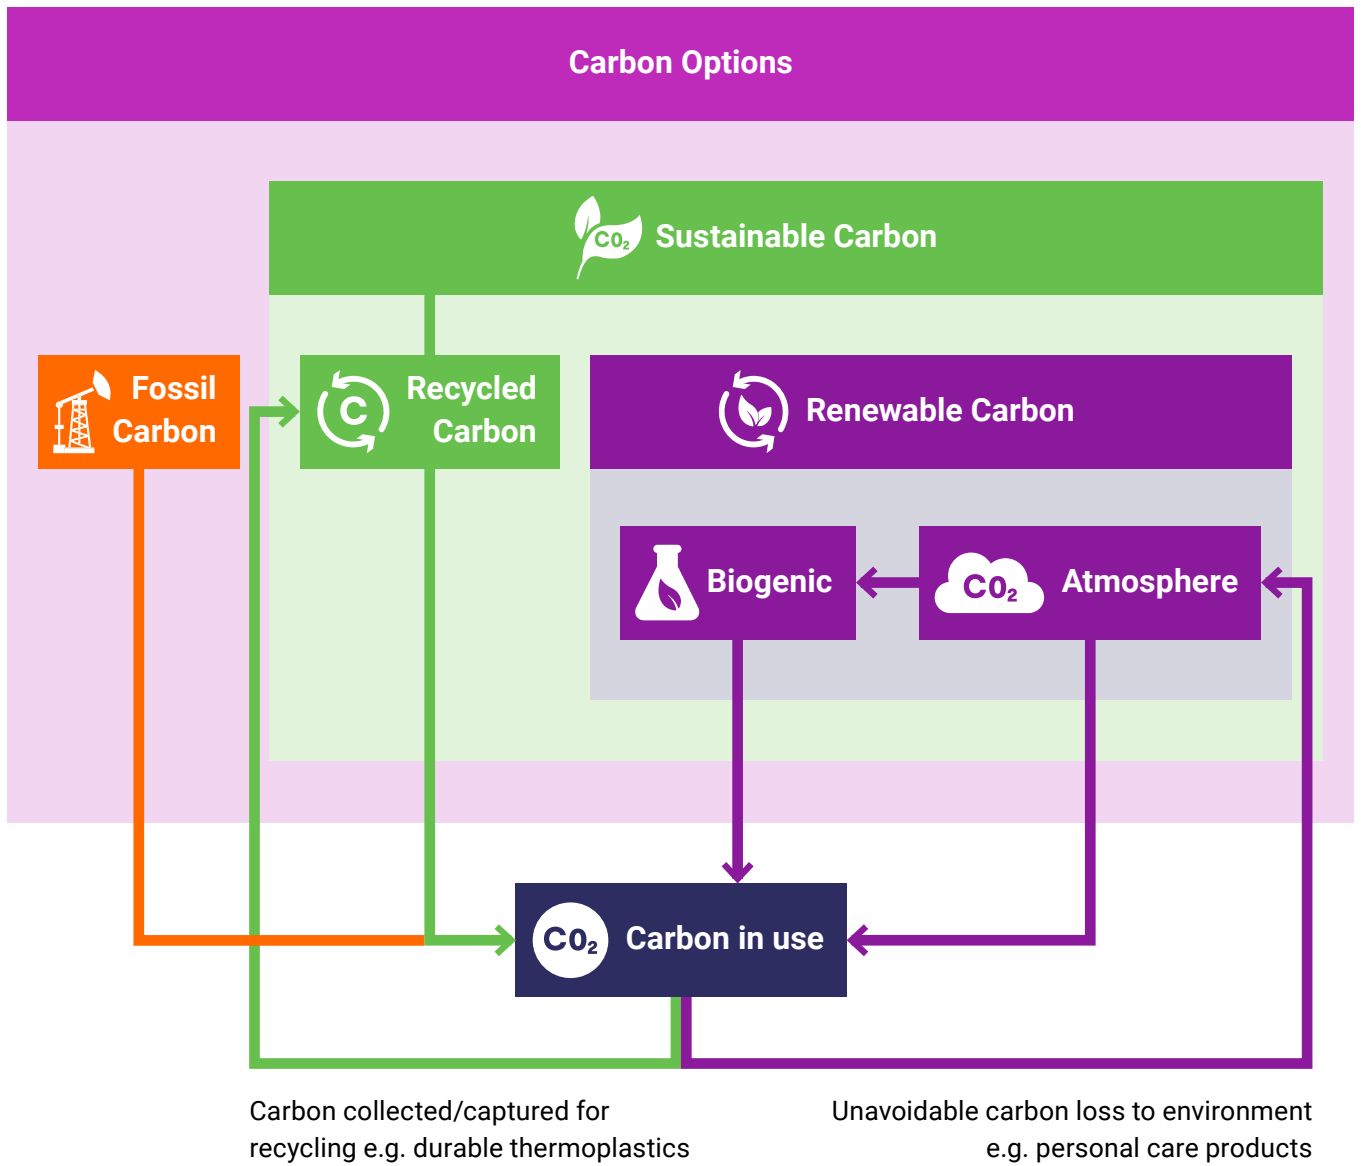 Carbon Options
CO₂
Sustainable Carbon
Fossil
Carbon
C
Recycled
Carbon
Renewable Carbon
Biogenic
CO₂
Atmosphere
CO₂
Carbon in use
Carbon collected/captured for
recycling e.g. durable thermoplastics
Unavoidable carbon loss to environment
e.g. personal care products